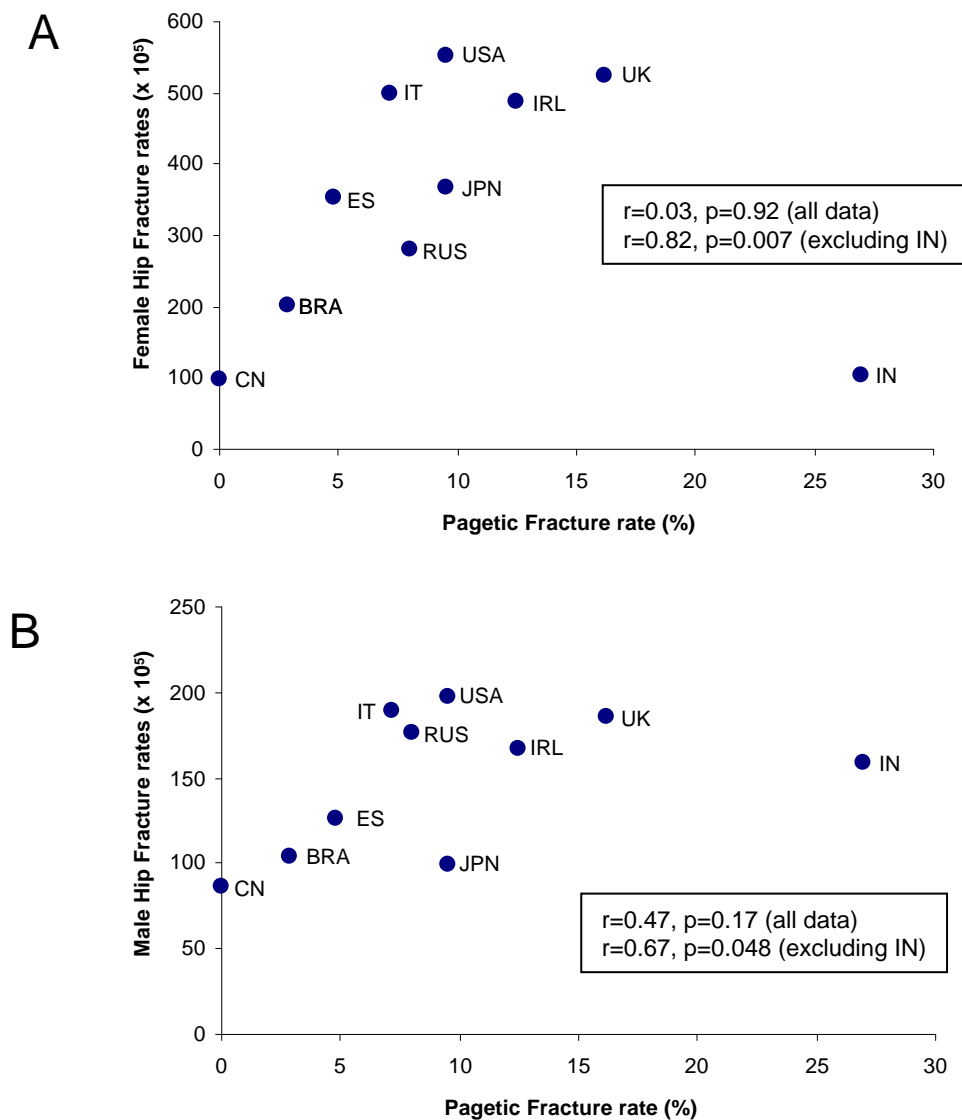 A
Female Hip Fracture rates (x 10⁵)
600
500
400
300
200
100
0
USA
UK
IT
IRL
JPN
ES
RUS
BRA
CN
IN
r=0.03, p=0.92 (all data)
r=0.82, p=0.007 (excluding IN)
0 5 10 15 20 25 30
Pagetic Fracture rate (%)
B
Male Hip Fracture rates (x 10⁵)
250
200
150
100
50
0
IT
USA
UK
RUS
IRL
IN
ES
BRA
JPN
CN
r=0.47, p=0.17 (all data)
r=0.67, p=0.048 (excluding IN)
0 5 10 15 20 25 30
Pagetic Fracture rate (%)